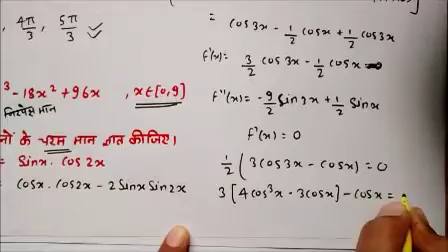 , 4π/3 , 5π/3
³ - 18x² + 96x , x∈[0,9]
निरपेक्ष मान
नों के चरम मान ज्ञात कीजिए।
= Sinx. Cos2x
= Cosx. Cos2x - 2 Sinx Sin2x
= Cos3x - 1/2 Cosx + 1/2 Cos3x
f'(x) = 3/2 Cos3x - 1/2 Cosx
f''(x) = -9/2 Sin3x + 1/2 Sinx
f'(x) = 0
1/2 ( 3Cos3x - Cosx) = 0
3 [ 4Cos³x - 3Cosx] - Cosx =